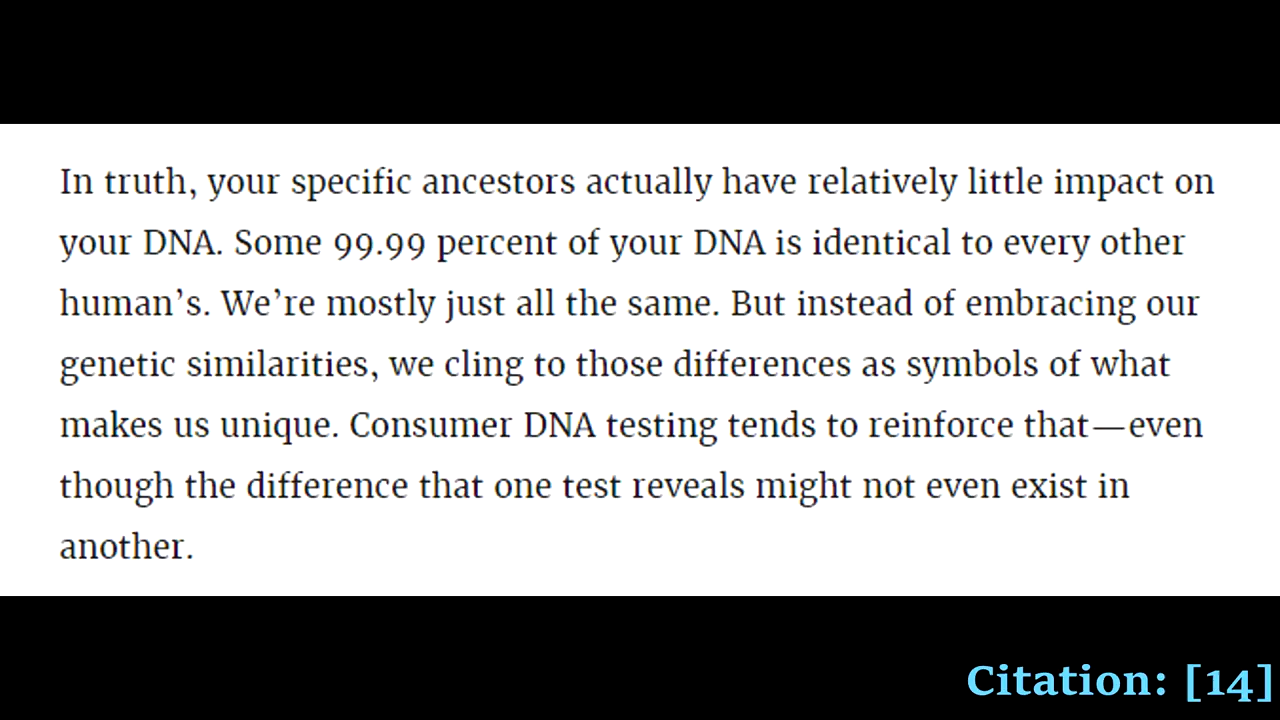 In truth, your specific ancestors actually have relatively little impact on
your DNA. Some 99.99 percent of your DNA is identical to every other
human’s. We’re mostly just all the same. But instead of embracing our
genetic similarities, we cling to those differences as symbols of what
makes us unique. Consumer DNA testing tends to reinforce that—even
though the difference that one test reveals might not even exist in
another.
Citation: [14]